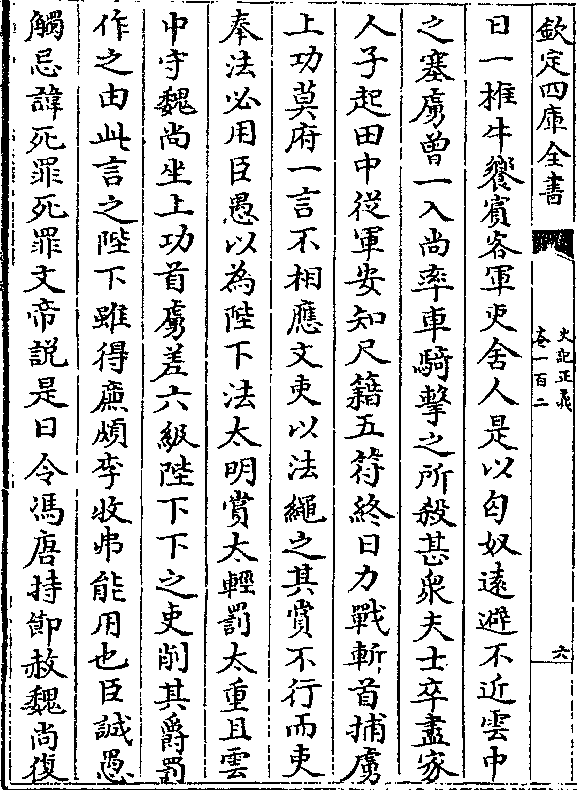 欽定四庫全書
史記正義
卷一百二
六
日一椎牛饗賓客軍吏舍人是以匈奴遠避不近雲中
之塞虜曽一入尚率車騎擊之所殺甚衆夫士卒盡家
人子起田中從軍安知尺籍五符終日力戰斬首捕虜
上功莫府一言不相應文吏以法繩之其賞不行而吏
奉法必用臣愚以為陛下法太明賞太輕罰太重且雲
中守魏尚坐上功首虜差六級陛下下之吏削其爵罰
作之由此言之陛下雖得廉頗李牧弗能用也臣誠愚
觸忌諱死罪死罪文帝説是日令馮唐持節赦魏尚復